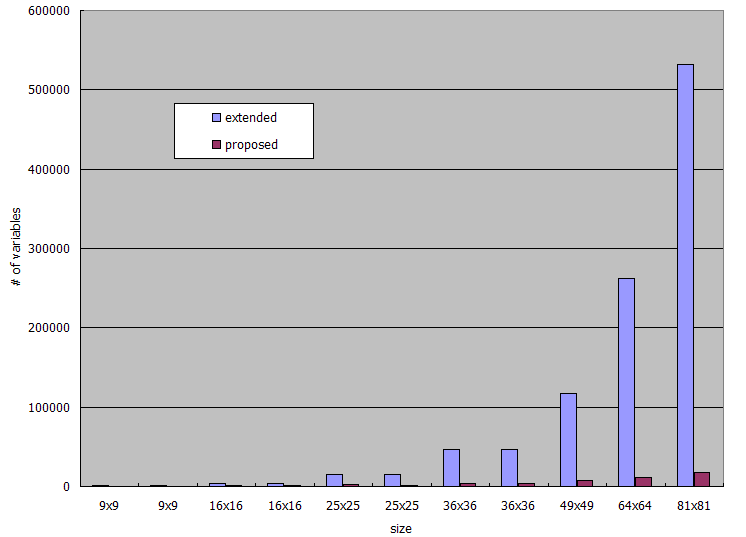 600000
500000
400000
300000
200000
100000
0
# of variables
extended
proposed
9x9 9x9 16x16 16x16 25x25 25x25 36x36 36x36 49x49 64x64 81x81
size